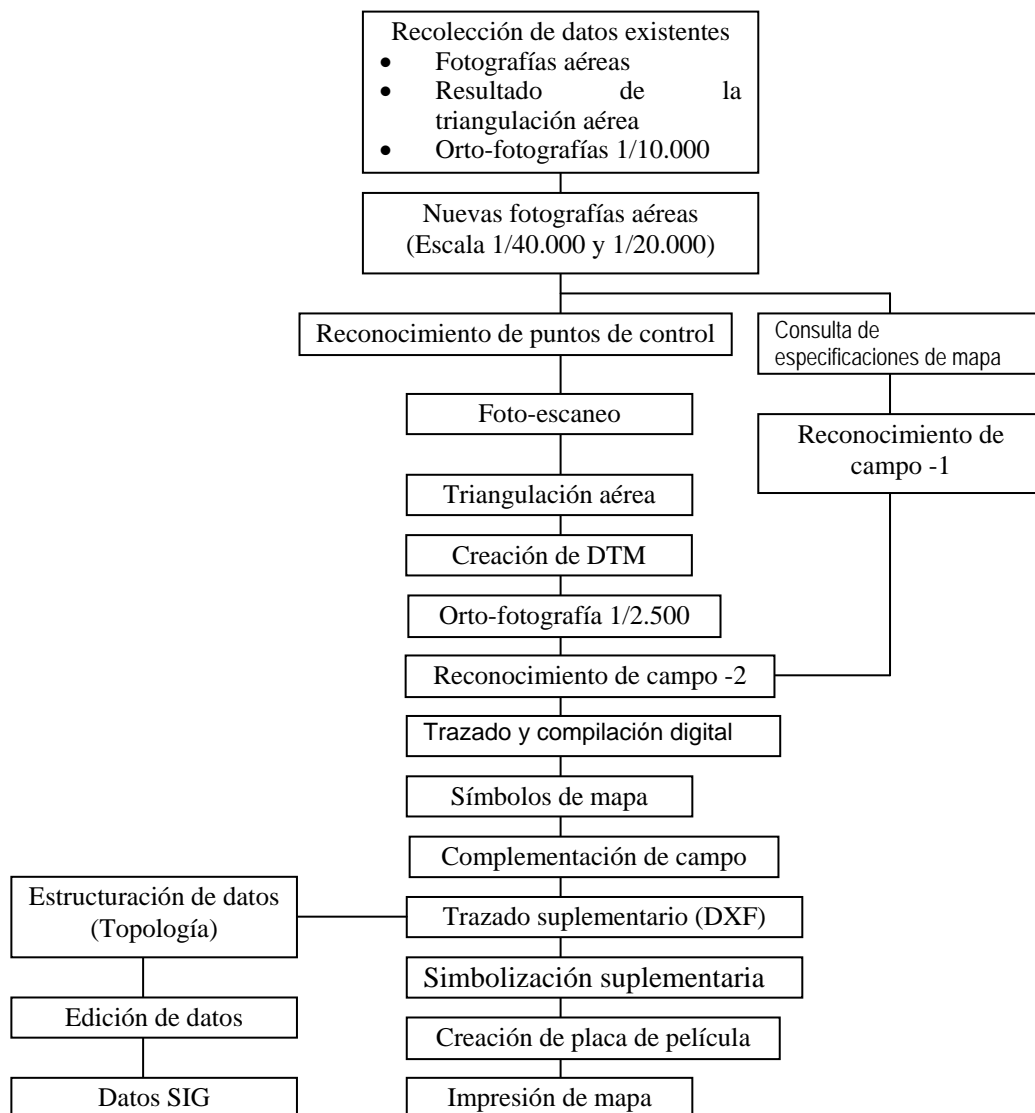 Recolección de datos existentes
• Fotografías aéreas
• Resultado de la
triangulación aérea
• Orto-fotografías 1/10.000
Nuevas fotografías aéreas
(Escala 1/40.000 y 1/20.000)
Reconocimiento de puntos de control
Consulta de
especificaciones de mapa
Foto-escaneo
Reconocimiento de
campo -1
Triangulación aérea
Creación de DTM
Orto-fotografía 1/2.500
Reconocimiento de campo -2
Trazado y compilación digital
Símbolos de mapa
Complementación de campo
Estructuración de datos
(Topología)
Trazado suplementario (DXF)
Simbolización suplementaria
Edición de datos
Creación de placa de película
Datos SIG
Impresión de mapa